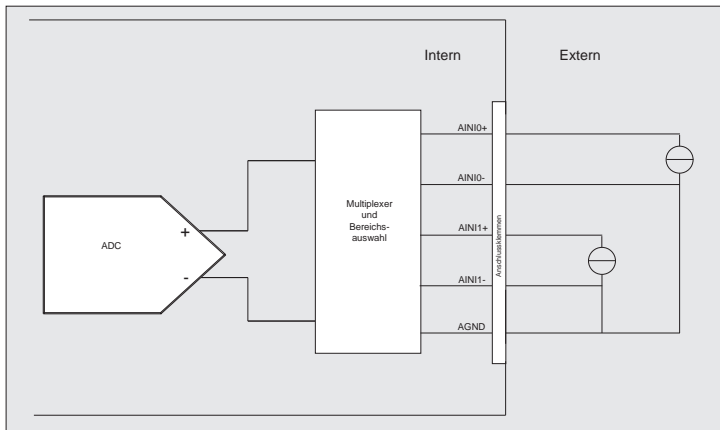 Intern
Extern
AINI0+
AINI0-
AINI1+
AINI1-
AGND
Anschlussklemmen
Multiplexer
und
Bereichs-
auswahl
ADC
+
-